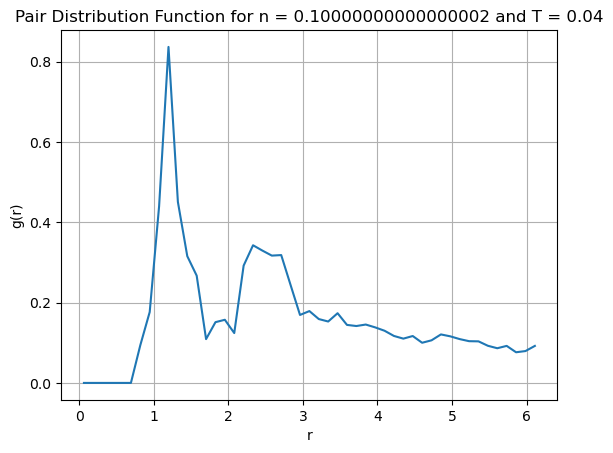 Pair Distribution Function for n = 0.10000000000000002 and T = 0.04
0.8
0.6
0.4
0.2
0.0
g(r)
0 1 2 3 4 5 6
r